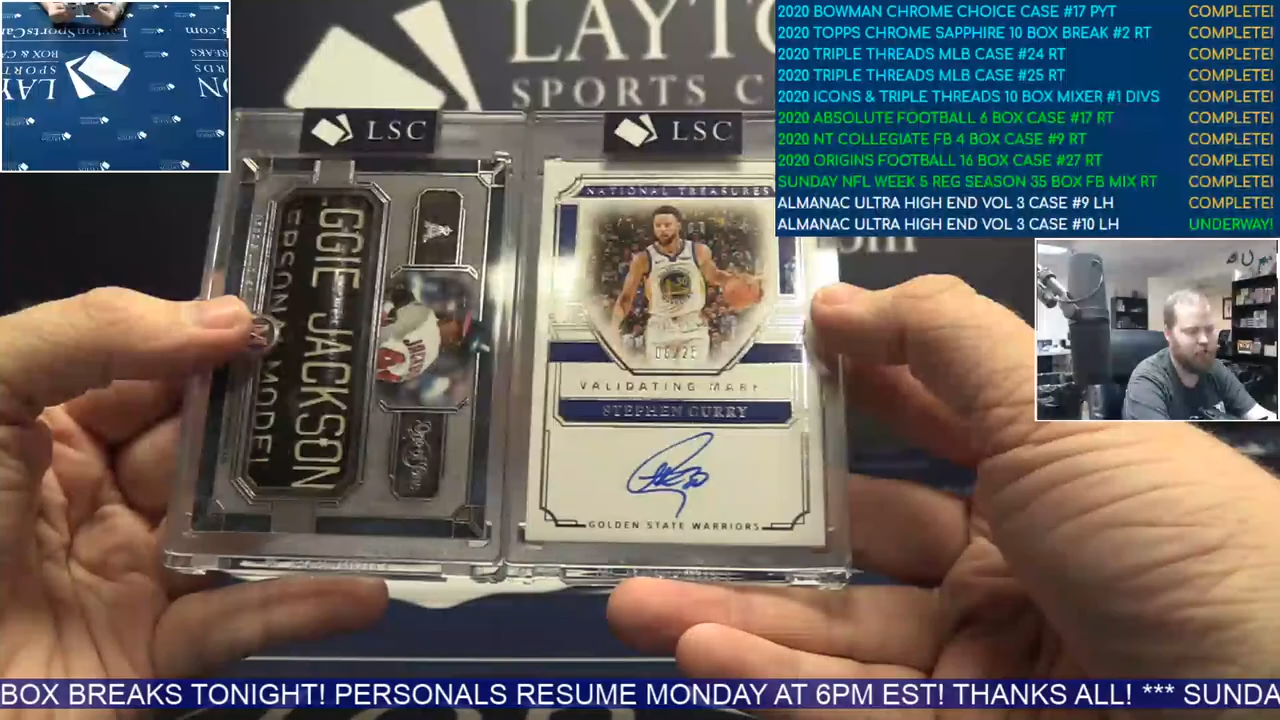 2020 BOWMAN CHROME CHOICE CASE #17 PYT COMPLETE!
2020 TOPPS CHROME SAPPHIRE 10 BOX BREAK #2 RT COMPLETE!
2020 TRIPLE THREADS MLB CASE #24 RT COMPLETE!
2020 TRIPLE THREADS MLB CASE #25 RT COMPLETE!
2020 ICONS & TRIPLE THREADS 10 BOX MIXER #1 DIVS COMPLETE!
2020 ABSOLUTE FOOTBALL 6 BOX CASE #17 RT COMPLETE!
2020 NT COLLEGIATE FB 4 BOX CASE #9 RT COMPLETE!
2020 ORIGINS FOOTBALL 16 BOX CASE #27 RT COMPLETE!
SUNDAY NFL WEEK 5 REG SEASON 35 BOX FB MIX RT COMPLETE!
ALMANAC ULTRA HIGH END VOL 3 CASE #9 LH COMPLETE!
ALMANAC ULTRA HIGH END VOL 3 CASE #10 LH UNDERWAY!
LAYTO
SPORTS C
LSC
LSC
GGIE JACKSON
ERSONAL MODEL
JACKSON
NATIONAL TREASURES
VALIDATING MARK
STEPHEN CURRY
GOLDEN STATE WARRIORS
BOX BREAKS TONIGHT! PERSONALS RESUME MONDAY AT 6PM EST! THANKS ALL! *** SUNDA